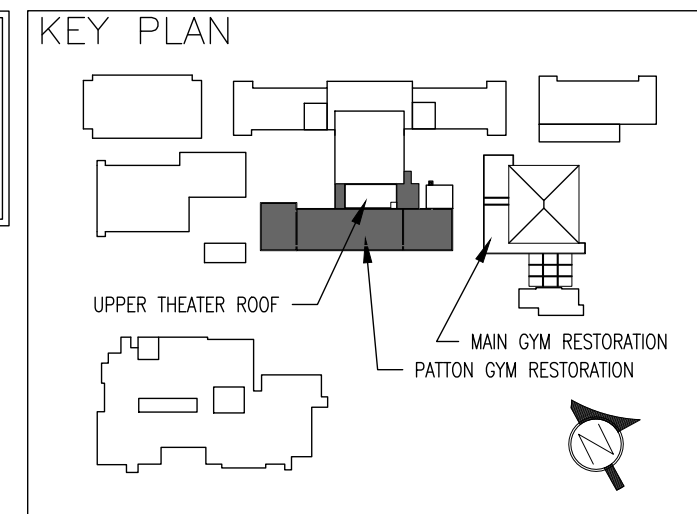 KEY PLAN
UPPER THEATER ROOF
MAIN GYM RESTORATION
PATTON GYM RESTORATION
N